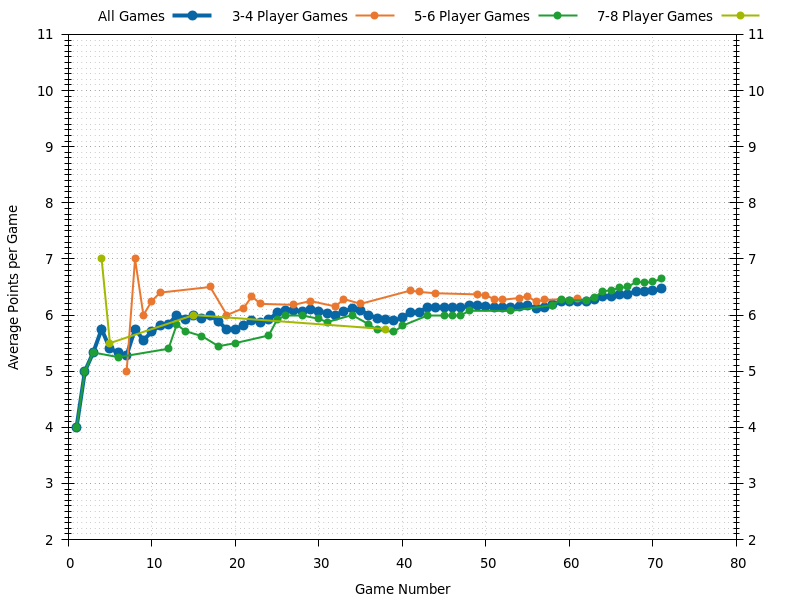 All Games 3-4 Player Games 5-6 Player Games 7-8 Player Games
11 11
10 10
9 9
8 8
7 7
6 6
5 5
4 4
3 3
2 2
0 10 20 30 40 50 60 70 80
Average Points per Game
Game Number